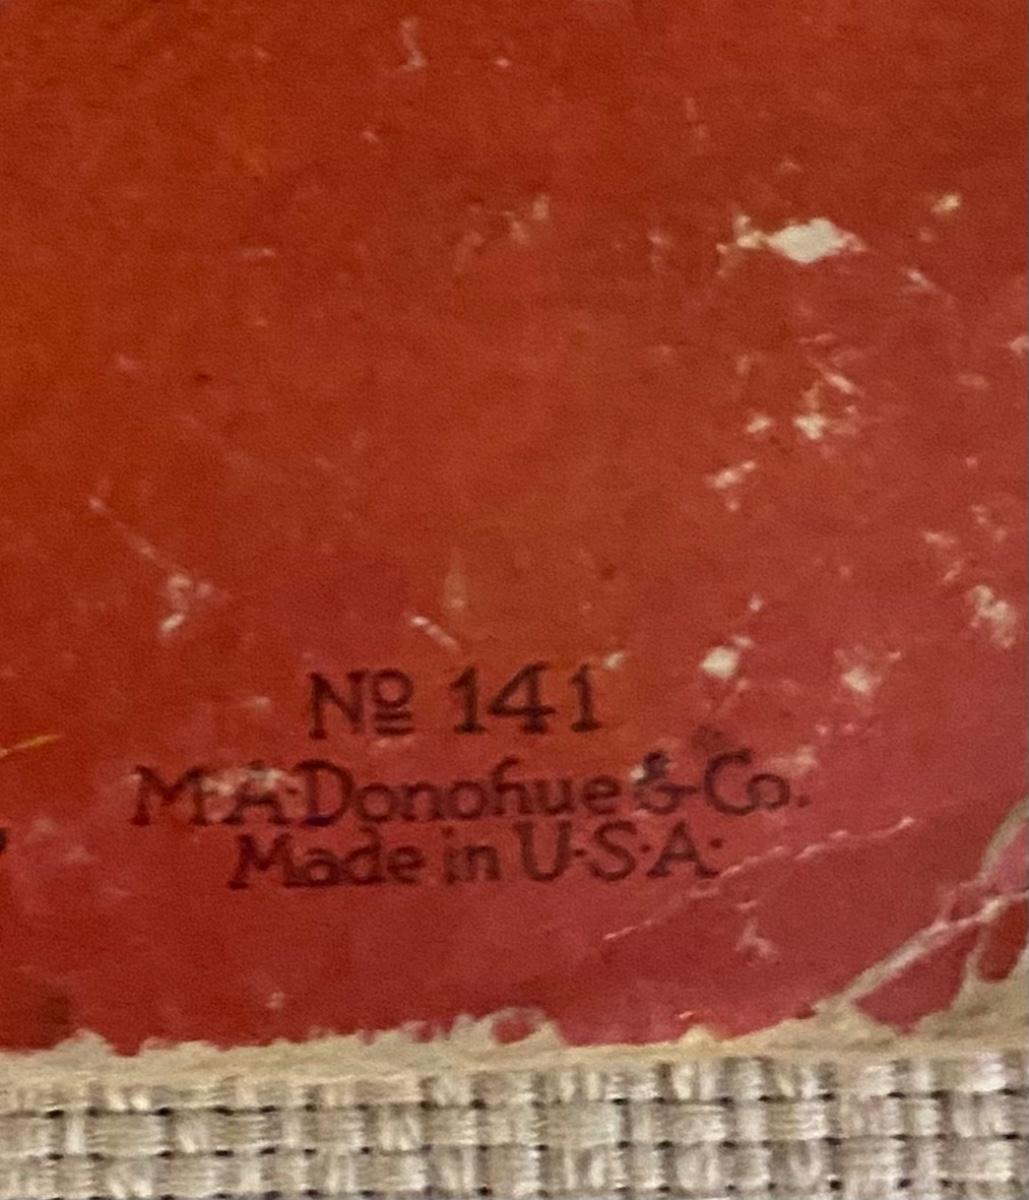 Nº 141
M·A·Donohue & Co.
Made in U·S·A·